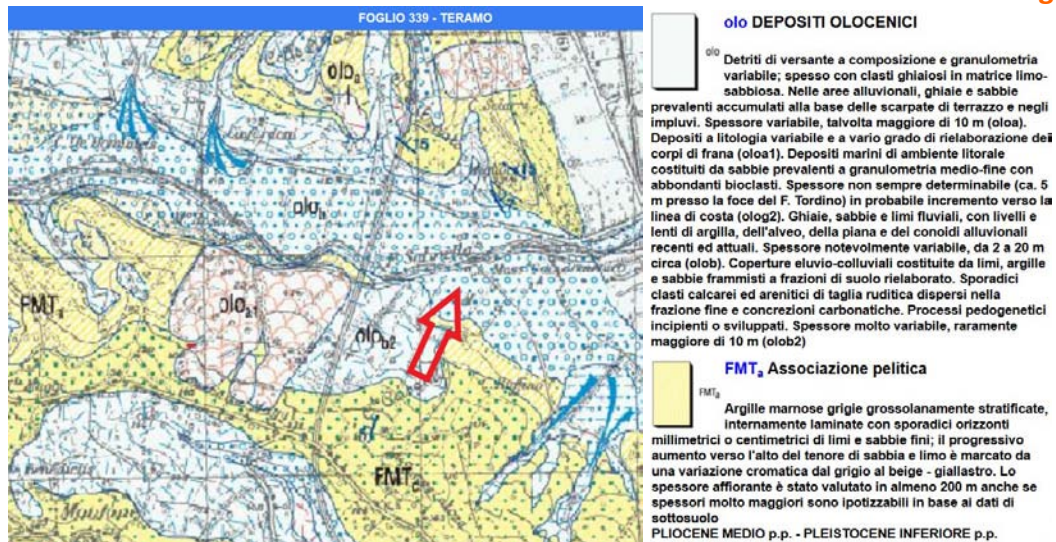 FOGLIO 339 - TERAMO
olo_a
olo_b
olo_a1
olo_b2
FMT_a
FMT_c
15
olo DEPOSITI OLOCENICI
olo
Detriti di versante a composizione e granulometria
variabile; spesso con clasti ghiaiosi in matrice limo-
sabbiosa. Nelle aree alluvionali, ghiaie e sabbie
prevalenti accumulati alla base delle scarpate di terrazzo e negli
impluvi. Spessore variabile, talvolta maggiore di 10 m (oloa).
Depositi a litologia variabile e a vario grado di rielaborazione dei
corpi di frana (oloa1). Depositi marini di ambiente litorale
costituiti da sabbie prevalenti a granulometria medio-fine con
abbondanti bioclasti. Spessore non sempre determinabile (ca. 5
m presso la foce del F. Tordino) in probabile incremento verso la
linea di costa (olog2). Ghiaie, sabbie e limi fluviali, con livelli e
lenti di argilla, dell'alveo, della piana e dei conoidi alluvionali
recenti ed attuali. Spessore notevolmente variabile, da 2 a 20 m
circa (olob). Coperture eluvio-colluviali costituite da limi, argille
e sabbie frammisti a frazioni di suolo rielaborato. Sporadici
clasti calcarei ed arenitici di taglia ruditica dispersi nella
frazione fine e concrezioni carbonatiche. Processi pedogenetici
incipienti o sviluppati. Spessore molto variabile, raramente
maggiore di 10 m (olob2)
FMTa Associazione pelitica
FMTa
Argille marnose grigie grossolanamente stratificate,
internamente laminate con sporadici orizzonti
millimetrici o centimetrici di limi e sabbie fini; il progressivo
aumento verso l'alto del tenore di sabbia e limo è marcato da
una variazione cromatica dal grigio al beige - giallastro. Lo
spessore affiorante è stato valutato in almeno 200 m anche se
spessori molto maggiori sono ipotizzabili in base ai dati di
sottosuolo
PLIOCENE MEDIO p.p. - PLEISTOCENE INFERIORE p.p.